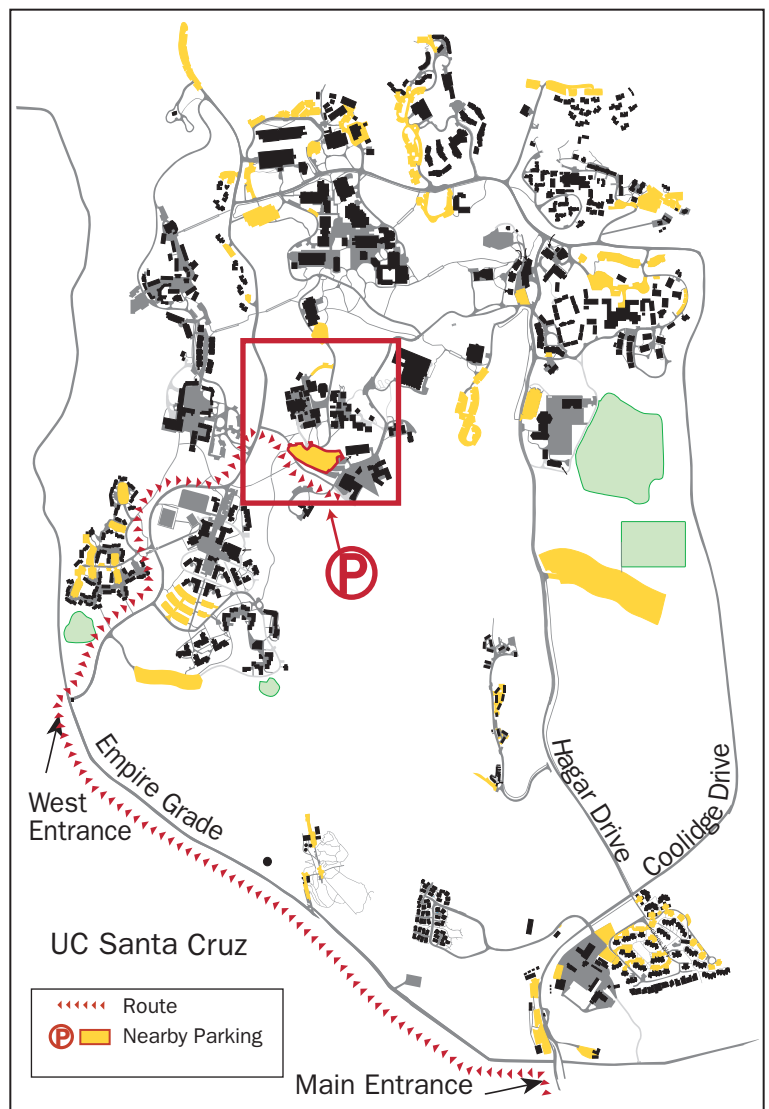 P
Hagar Drive
Coolidge Drive
Empire Grade
West
Entrance
UC Santa Cruz
Route
P Nearby Parking
Main Entrance